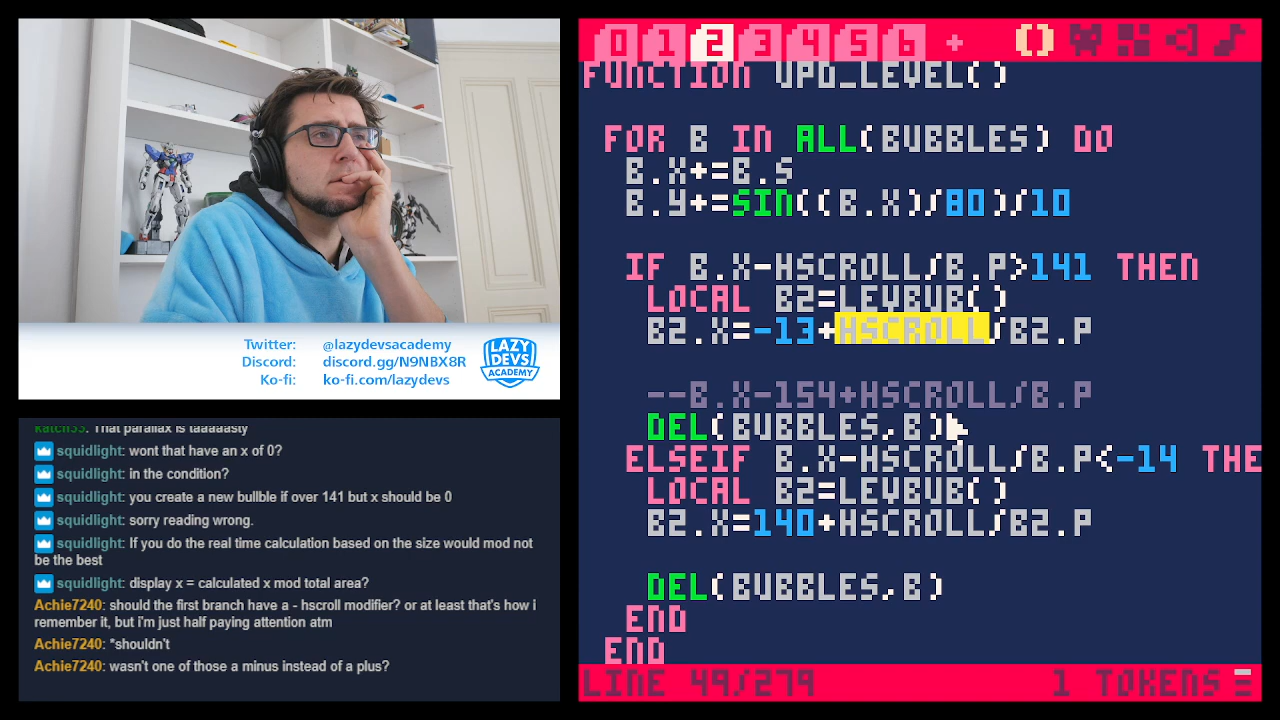 Twitter: @lazydevsacademy
Discord: discord.gg/N9NBX8R
Ko-fi: ko-fi.com/lazydevs
LAZY
DEVS
ACADEMY
katch33: That parallax is taaaaasty
squidlight: wont that have an x of 0?
squidlight: in the condition?
squidlight: you create a new bullble if over 141 but x should be 0
squidlight: sorry reading wrong.
squidlight: If you do the real time calculation based on the size would mod not
be the best
squidlight: display x = calculated x mod total area?
Achie7240: should the first branch have a - hscroll modifier? or at least that's how i
remember it, but i'm just half paying attention atm
Achie7240: *shouldn't
Achie7240: wasn't one of those a minus instead of a plus?
0 1 2 3 4 5 6 + ()
FUNCTION UPD_LEVEL()
FOR B IN ALL(BUBBLES) DO
B.X+=B.S
B.Y+=SIN((B.X)/80)/10
IF B.X-HSCROLL/B.P>141 THEN
LOCAL B2=LEVBUB()
B2.X=-13+HSCROLL/B2.P
--B.X-154+HSCROLL/B.P
DEL(BUBBLES,B)
ELSEIF B.X-HSCROLL/B.P<-14 THE
LOCAL B2=LEVBUB()
B2.X=140+HSCROLL/B2.P
DEL(BUBBLES,B)
END
END
LINE 49/279 1 TOKENS